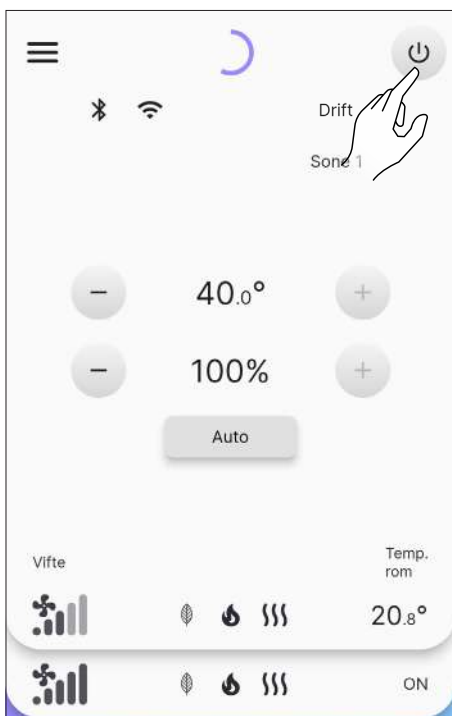 Drift
Sone 1
− 40.0° +
− 100% +
Auto
Vifte
Temp.
rom
20.8°
ON